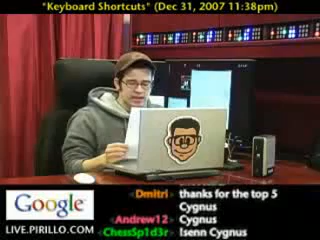 "Keyboard Shortcuts" (Dec 31, 2007 11:38pm)
Google
LIVE.PIRILLO.COM
<Dmitri> thanks for the top 5
Cygnus
<Andrew12> Cygnus
<ChessSp1d3r> !senn Cygnus